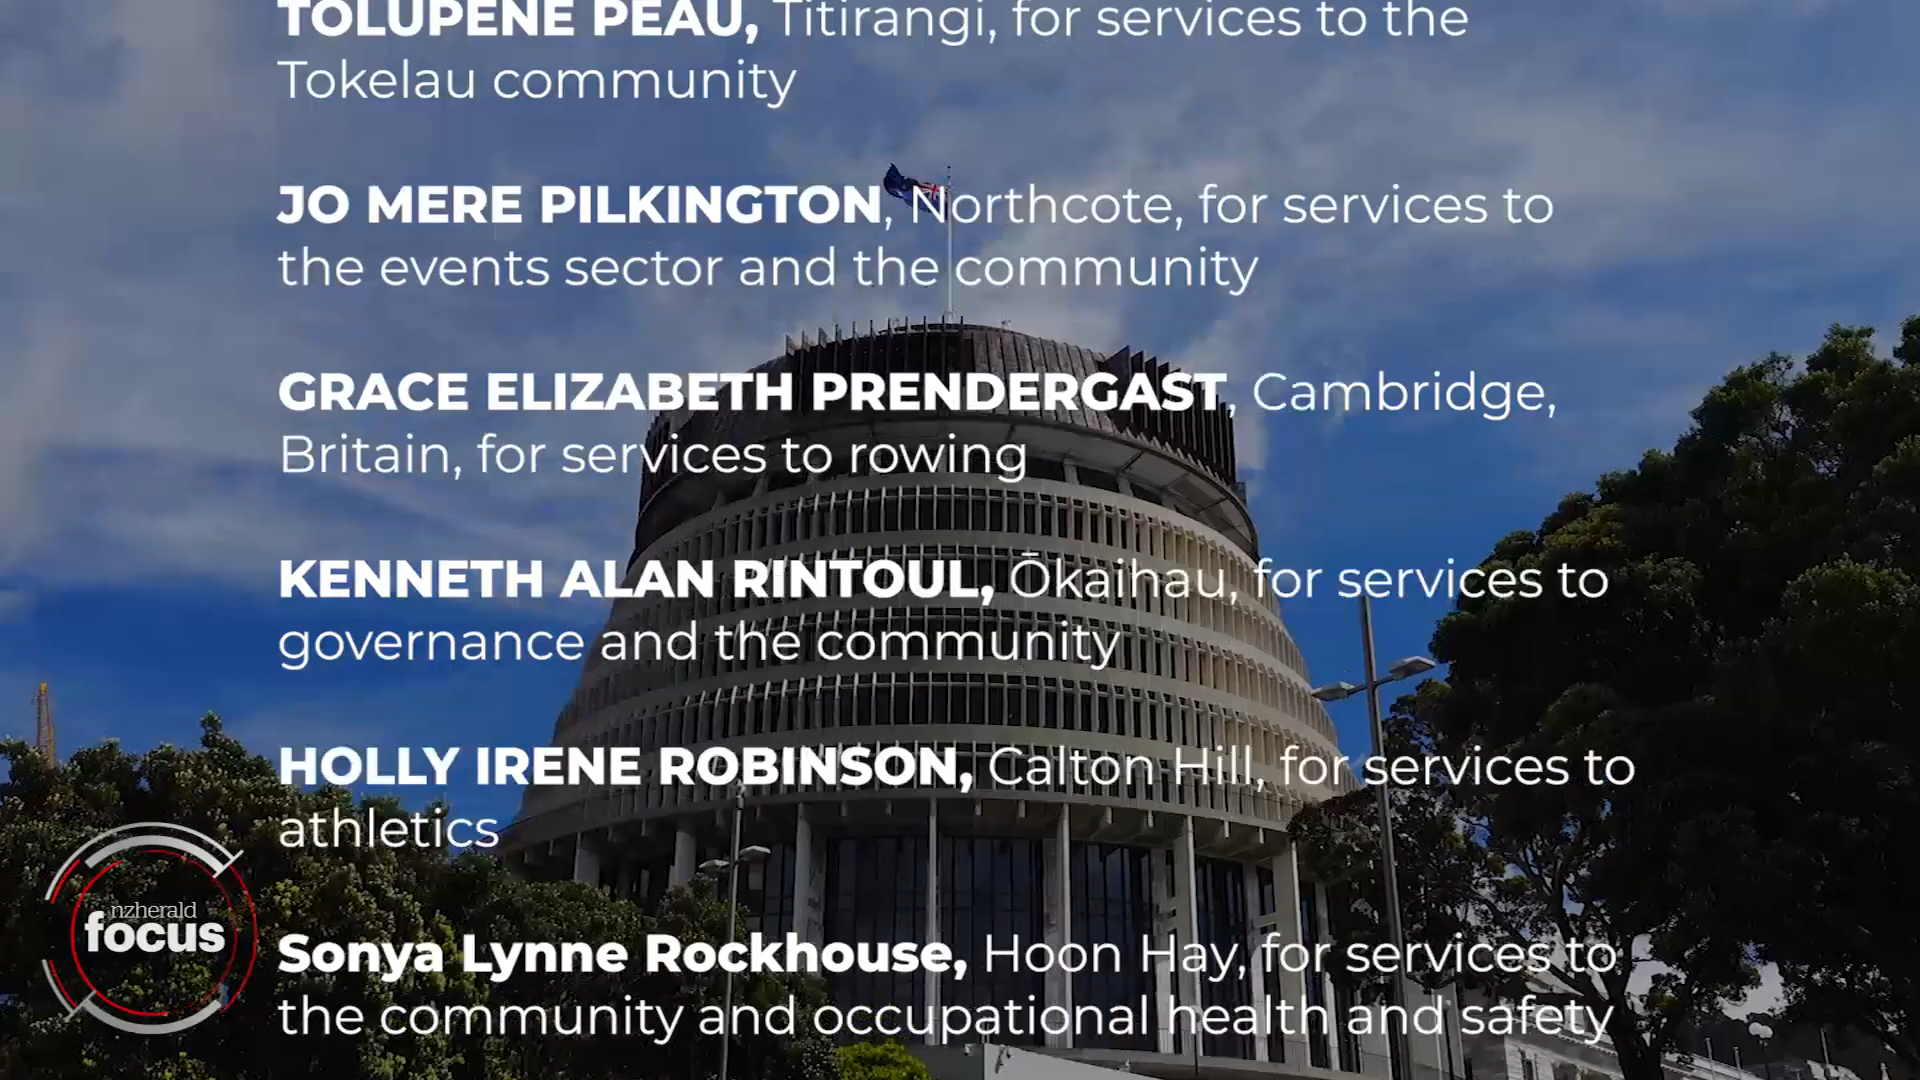 TOLUPENE PEAU, Titirangi, for services to the
Tokelau community
JO MERE PILKINGTON, Northcote, for services to
the events sector and the community
GRACE ELIZABETH PRENDERGAST, Cambridge,
Britain, for services to rowing
KENNETH ALAN RINTOUL, Ōkaihau, for services to
governance and the community
HOLLY IRENE ROBINSON, Calton Hill, for services to
athletics
nzherald
focus
Sonya Lynne Rockhouse, Hoon Hay, for services to
the community and occupational health and safety